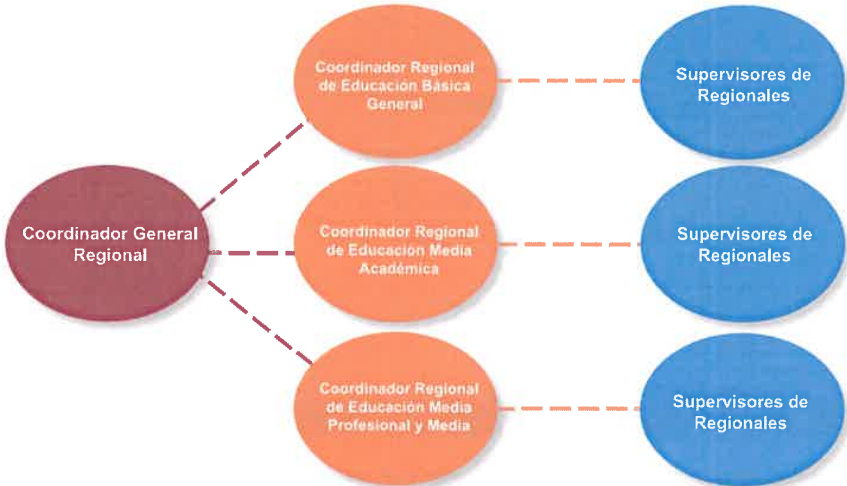 Coordinador Regional
de Educación Básica
General
Supervisores de
Regionales
Coordinador General
Regional
Coordinador Regional
de Educación Media
Académica
Supervisores de
Regionales
Coordinador Regional
de Educación Media
Profesional y Media
Supervisores de
Regionales